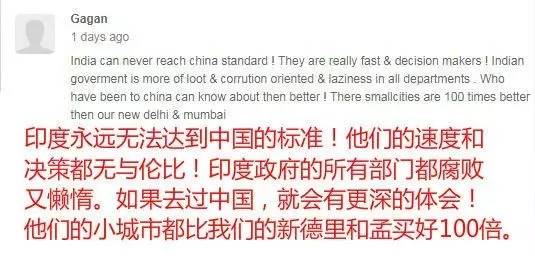 Gagan
1 days ago
India can never reach china standard ! They are really fast & decision makers ! Indian
goverment is more of loot & corrution oriented & laziness in all departments . Who
have been to china can know about then better ! There smallcities are 100 times better
then our new delhi & mumbai
印度永远无法达到中国的标准！他们的速度和
决策都无与伦比！印度政府的所有部门都腐败
又懒惰。如果去过中国，就会有更深的体会！
他们的小城市都比我们的新德里和孟买好100倍。